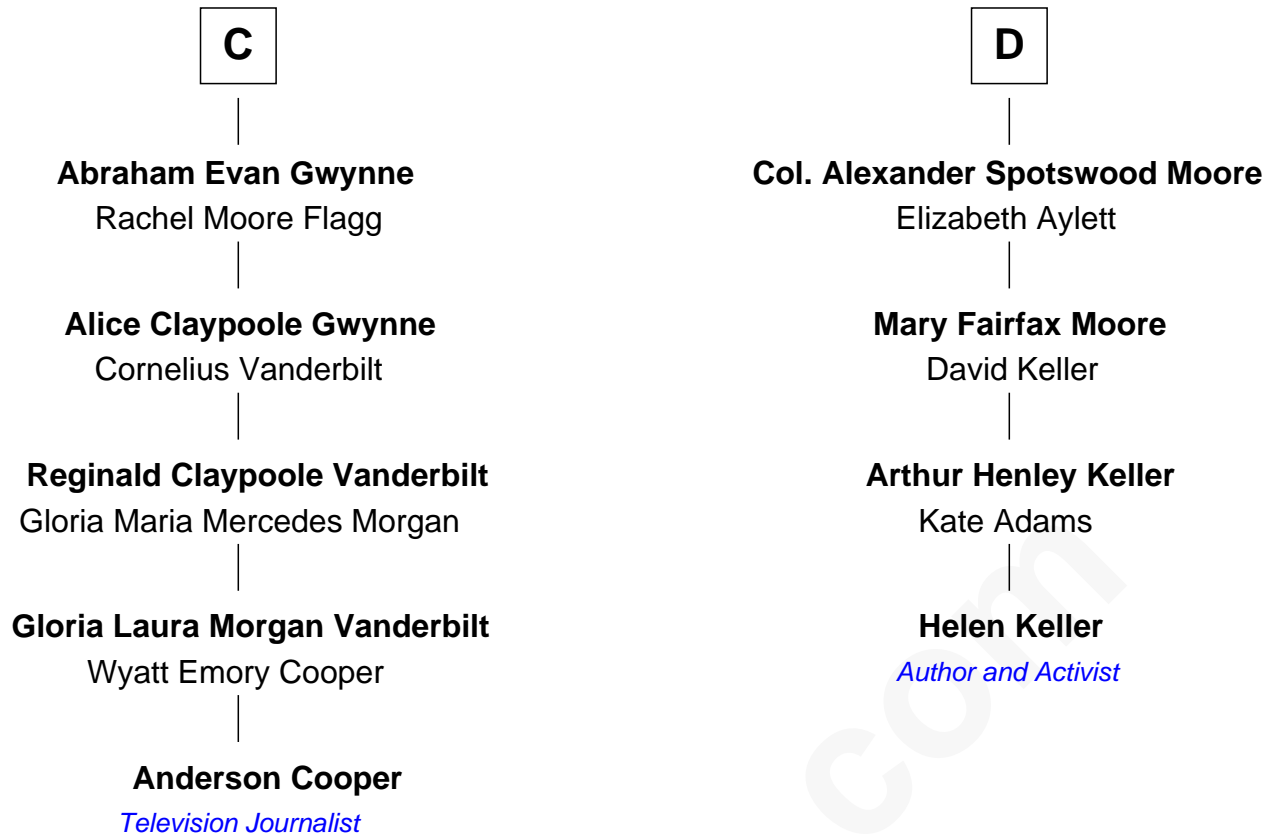 C
Abraham Evan Gwynne
Rachel Moore Flagg
Alice Claypoole Gwynne
Cornelius Vanderbilt
Reginald Claypoole Vanderbilt
Gloria Maria Mercedes Morgan
Gloria Laura Morgan Vanderbilt
Wyatt Emory Cooper
Anderson Cooper
Television Journalist
D
Col. Alexander Spotswood Moore
Elizabeth Aylett
Mary Fairfax Moore
David Keller
Arthur Henley Keller
Kate Adams
Helen Keller
Author and Activist
com